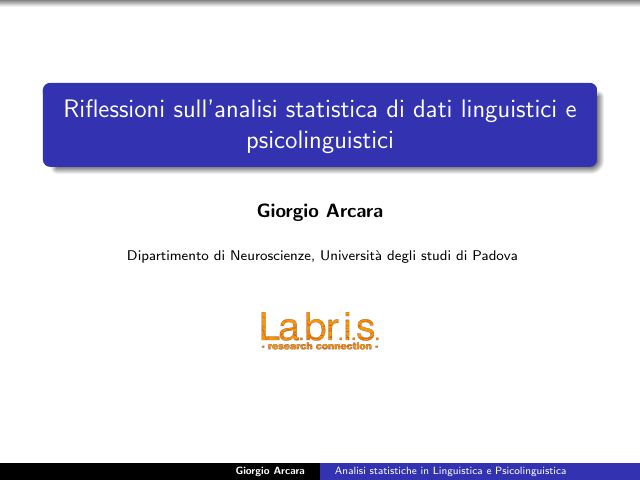 Riflessioni sull'analisi statistica di dati linguistici e
psicolinguistici
Giorgio Arcara
Dipartimento di Neuroscienze, Università degli studi di Padova
La.br.i.s.
- research connection -
Giorgio Arcara
Analisi statistiche in Linguistica e Psicolinguistica